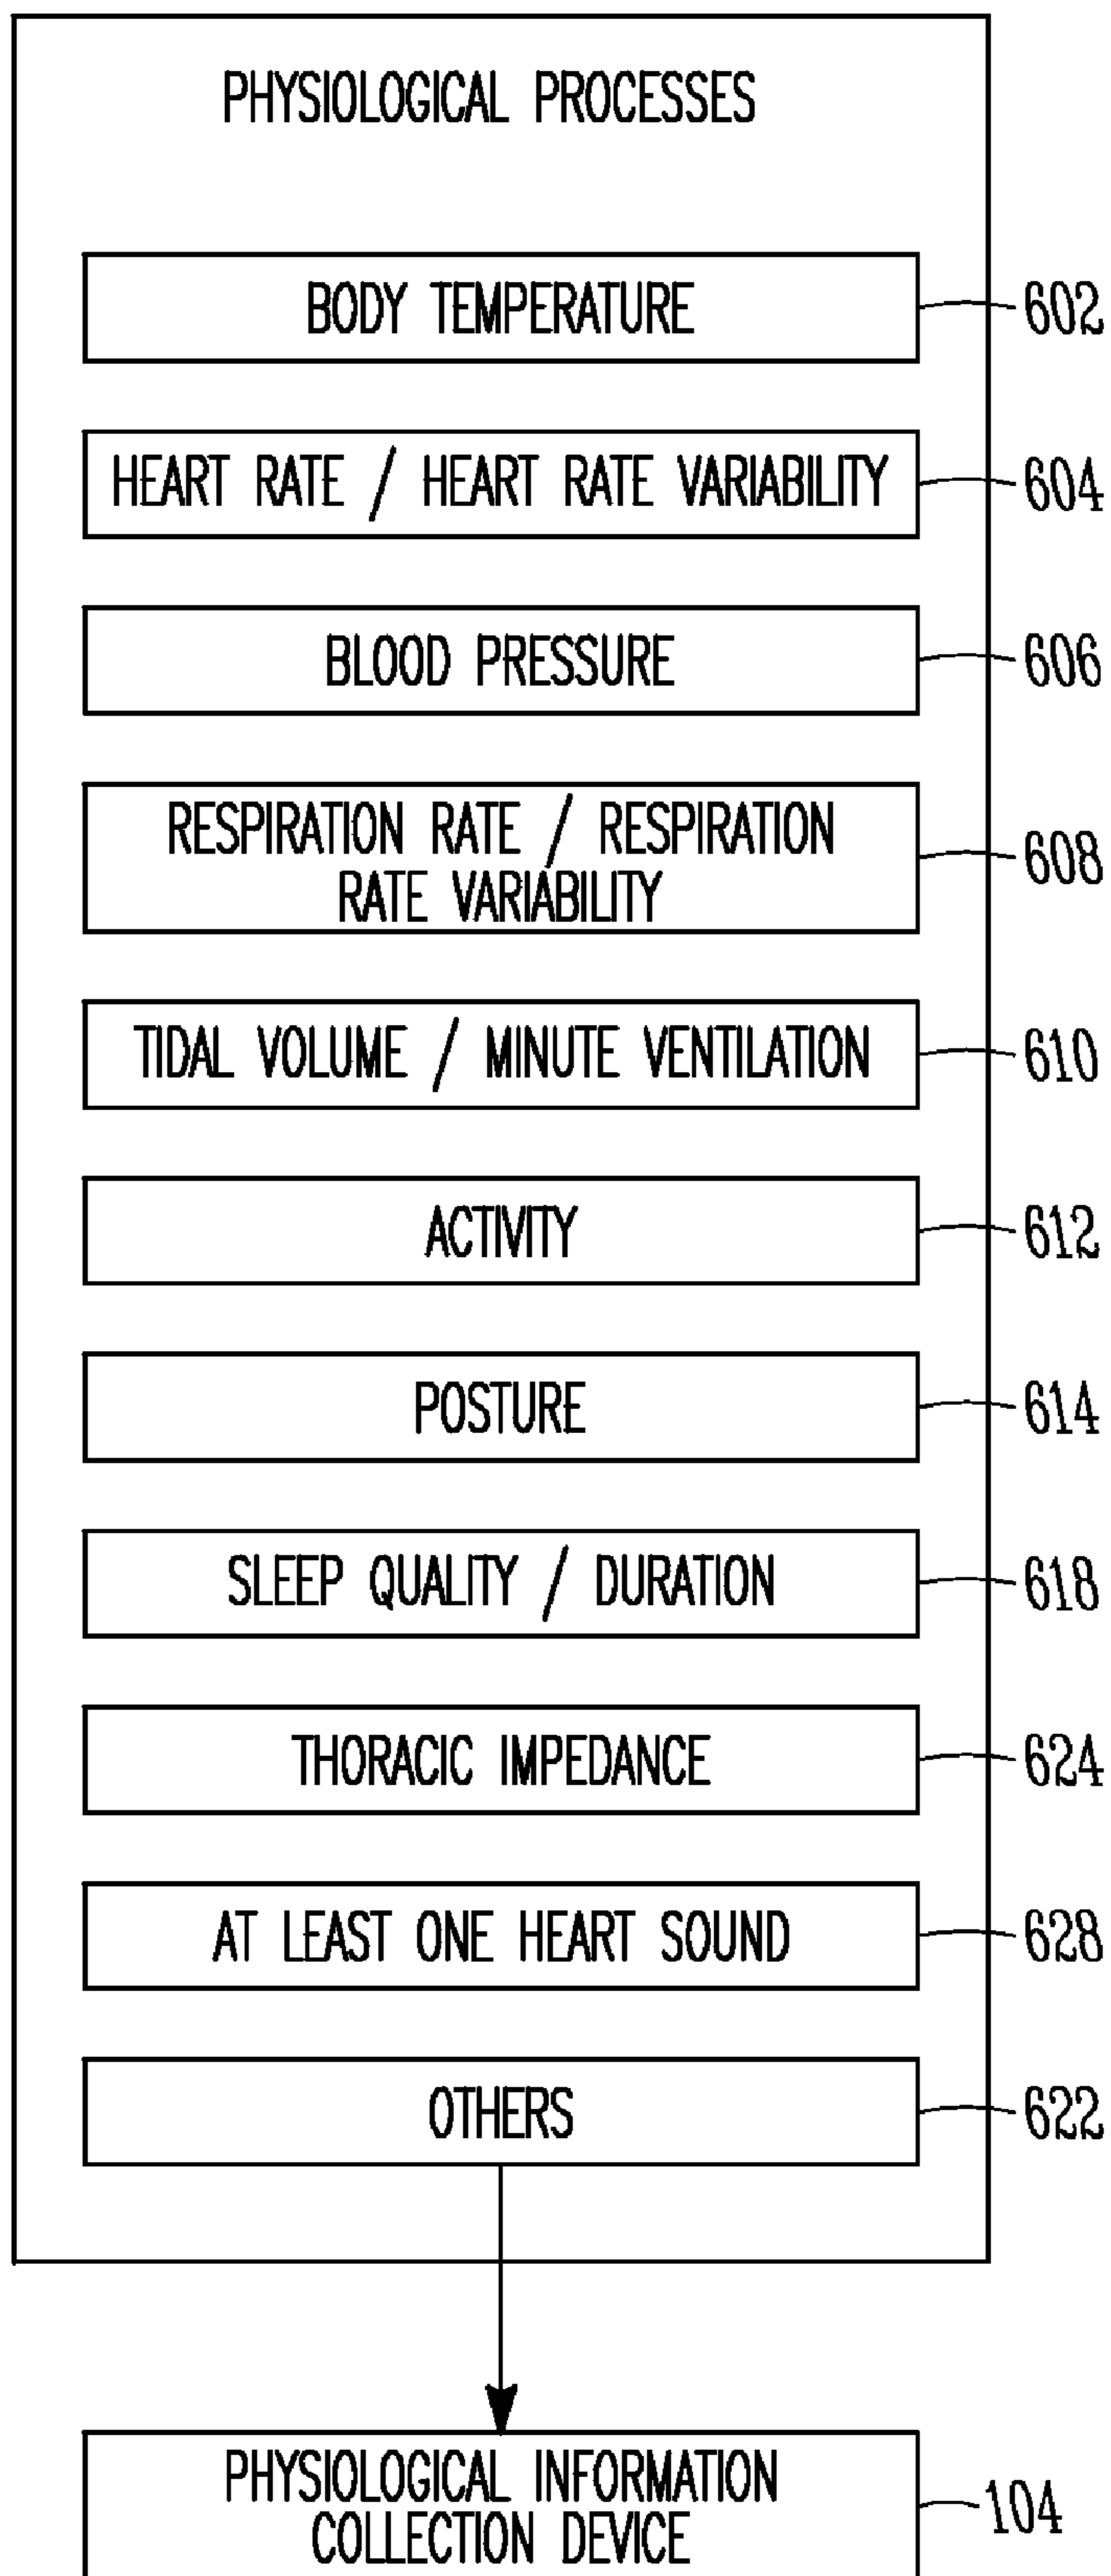 PHYSIOLOGICAL PROCESSES
BODY TEMPERATURE
602
HEART RATE / HEART RATE VARIABILITY
604
BLOOD PRESSURE
606
RESPIRATION RATE / RESPIRATION
RATE VARIABILITY
608
TIDAL VOLUME / MINUTE VENTILATION
610
ACTIVITY
612
POSTURE
614
SLEEP QUALITY / DURATION
618
THORACIC IMPEDANCE
624
AT LEAST ONE HEART SOUND
628
OTHERS
622
PHYSIOLOGICAL INFORMATION
COLLECTION DEVICE
104